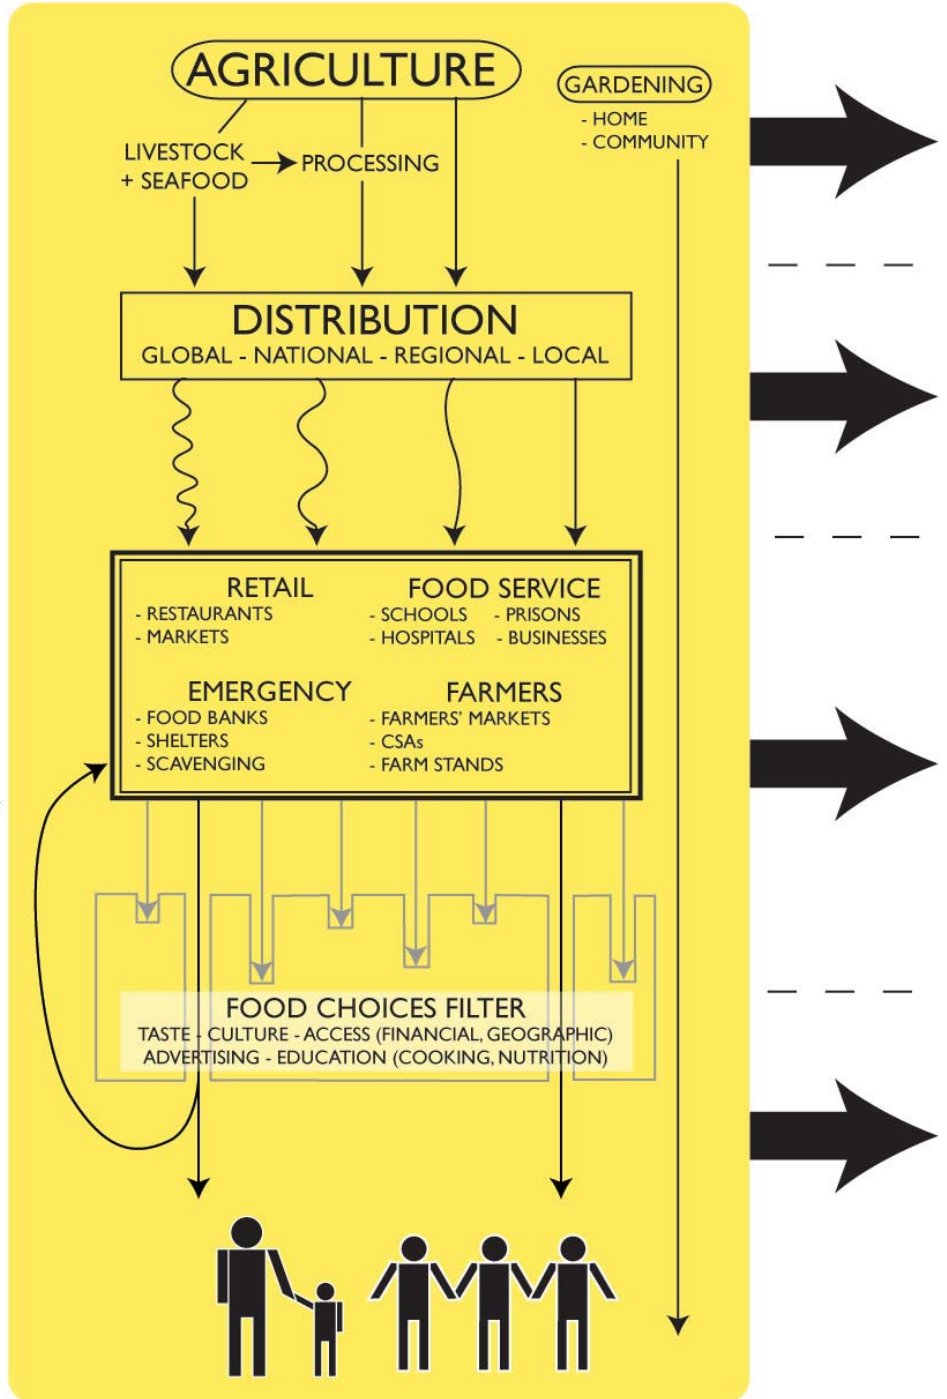 AGRICULTURE
GARDENING
- HOME
- COMMUNITY
LIVESTOCK
+ SEAFOOD
PROCESSING
DISTRIBUTION
GLOBAL - NATIONAL - REGIONAL - LOCAL
RETAIL
- RESTAURANTS
- MARKETS
FOOD SERVICE
- SCHOOLS - PRISONS
- HOSPITALS - BUSINESSES
EMERGENCY
- FOOD BANKS
- SHELTERS
- SCAVENGING
FARMERS
- FARMERS' MARKETS
- CSAs
- FARM STANDS
FOOD CHOICES FILTER
TASTE - CULTURE - ACCESS (FINANCIAL, GEOGRAPHIC)
ADVERTISING - EDUCATION (COOKING, NUTRITION)